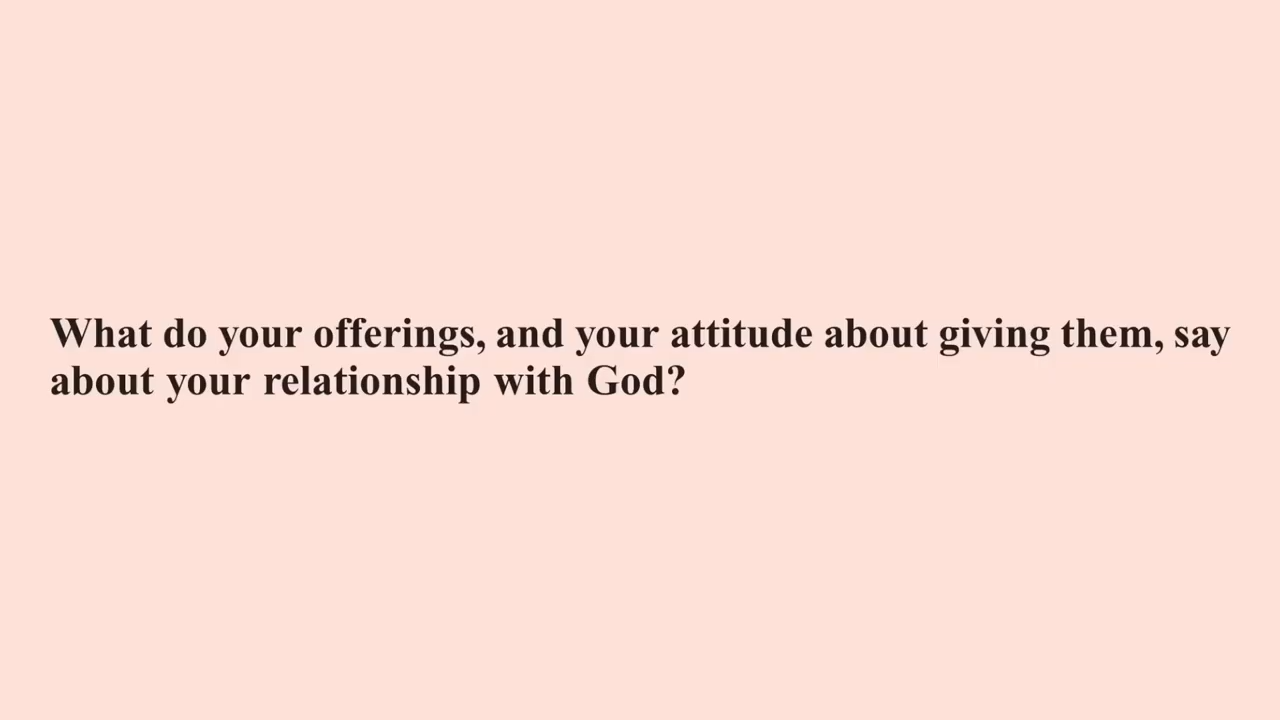 What do your offerings, and your attitude about giving them, say
about your relationship with God?